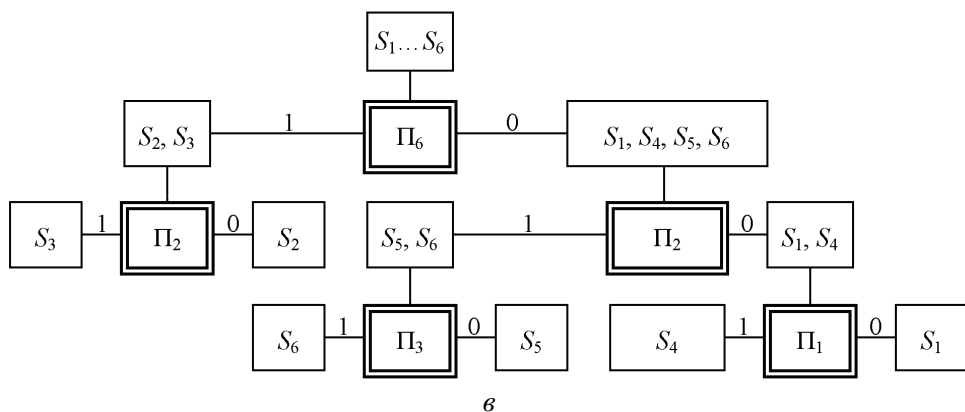 S₁…S₆
S₂, S₃ 1 П₆ 0 S₁, S₄, S₅, S₆
S₃ 1 П₂ 0 S₂ S₅, S₆ 1 П₂ 0 S₁, S₄
S₆ 1 П₃ 0 S₅ S₄ 1 П₁ 0 S₁
в